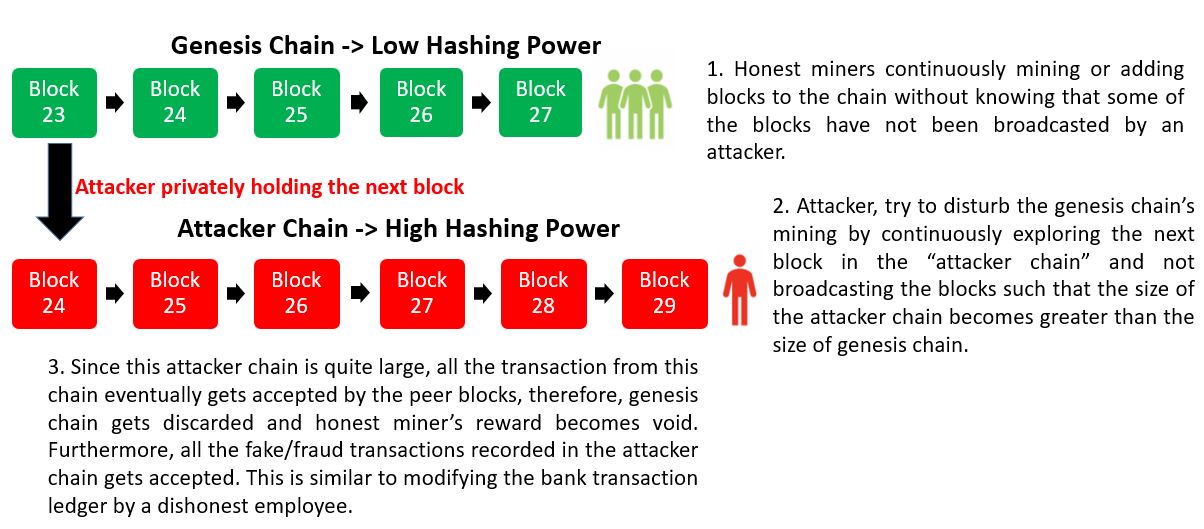 Genesis Chain -> Low Hashing Power
Block
23
Block
24
Block
25
Block
26
Block
27
1. Honest miners continuously mining or adding
blocks to the chain without knowing that some of
the blocks have not been broadcasted by an
attacker.
Attacker privately holding the next block
Attacker Chain -> High Hashing Power
Block
24
Block
25
Block
26
Block
27
Block
28
Block
29
2. Attacker, try to disturb the genesis chain’s
mining by continuously exploring the next
block in the “attacker chain” and not
broadcasting the blocks such that the size of
the attacker chain becomes greater than the
size of genesis chain.
3. Since this attacker chain is quite large, all the transaction from this
chain eventually gets accepted by the peer blocks, therefore, genesis
chain gets discarded and honest miner’s reward becomes void.
Furthermore, all the fake/fraud transactions recorded in the attacker
chain gets accepted. This is similar to modifying the bank transaction
ledger by a dishonest employee.